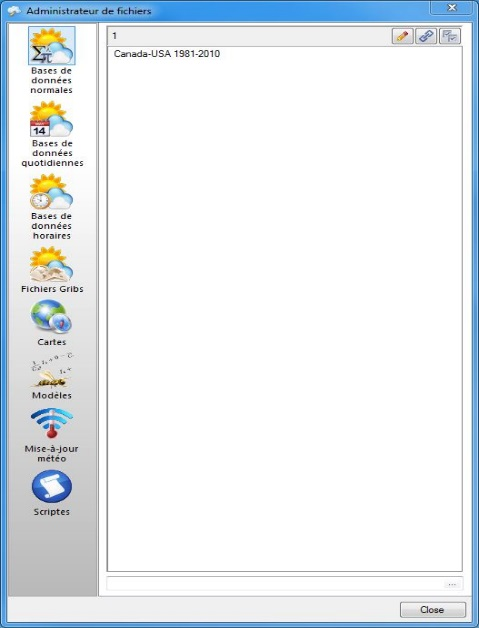 Administrateur de fichiers
1
Canada-USA 1981-2010
Bases de
données
normales
14
Bases de
données
quotidiennes
Bases de
données
horaires
Fichiers Gribs
Cartes
Modèles
Mise-à-jour
météo
Scriptes
...
Close